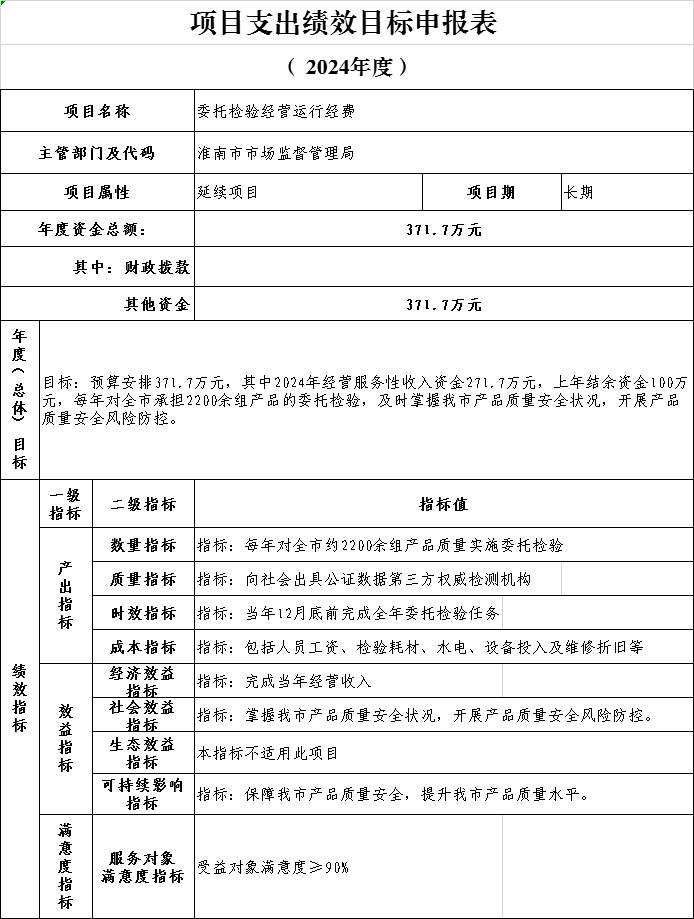 项目支出绩效目标申报表
（ 2024年度）
项目名称 委托检验经营运行经费
主管部门及代码 淮南市市场监督管理局
项目属性 延续项目 项目期 长期
年度资金总额： 371.7万元
其中：财政拨款
其他资金 371.7万元
年度（总体）目标
目标：预算安排371.7万元，其中2024年经营服务性收入资金271.7万元，上年结余资金100万
元，每年对全市承担2200余组产品的委托检验，及时掌握我市产品质量安全状况，开展产品
质量安全风险防控。
绩效指标
一级指标 二级指标 指标值
产出指标
数量指标 指标：每年对全市约2200余组产品质量实施委托检验
质量指标 指标：向社会出具公证数据第三方权威检测机构
时效指标 指标：当年12月底前完成全年委托检验任务
成本指标 指标：包括人员工资、检验耗材、水电、设备投入及维修折旧等
效益指标
经济效益指标 指标：完成当年经营收入
社会效益指标 指标：掌握我市产品质量安全状况，开展产品质量安全风险防控。
生态效益指标 本指标不适用此项目
可持续影响指标 指标：保障我市产品质量安全，提升我市产品质量水平。
满意度指标
服务对象满意度指标 受益对象满意度≥90%